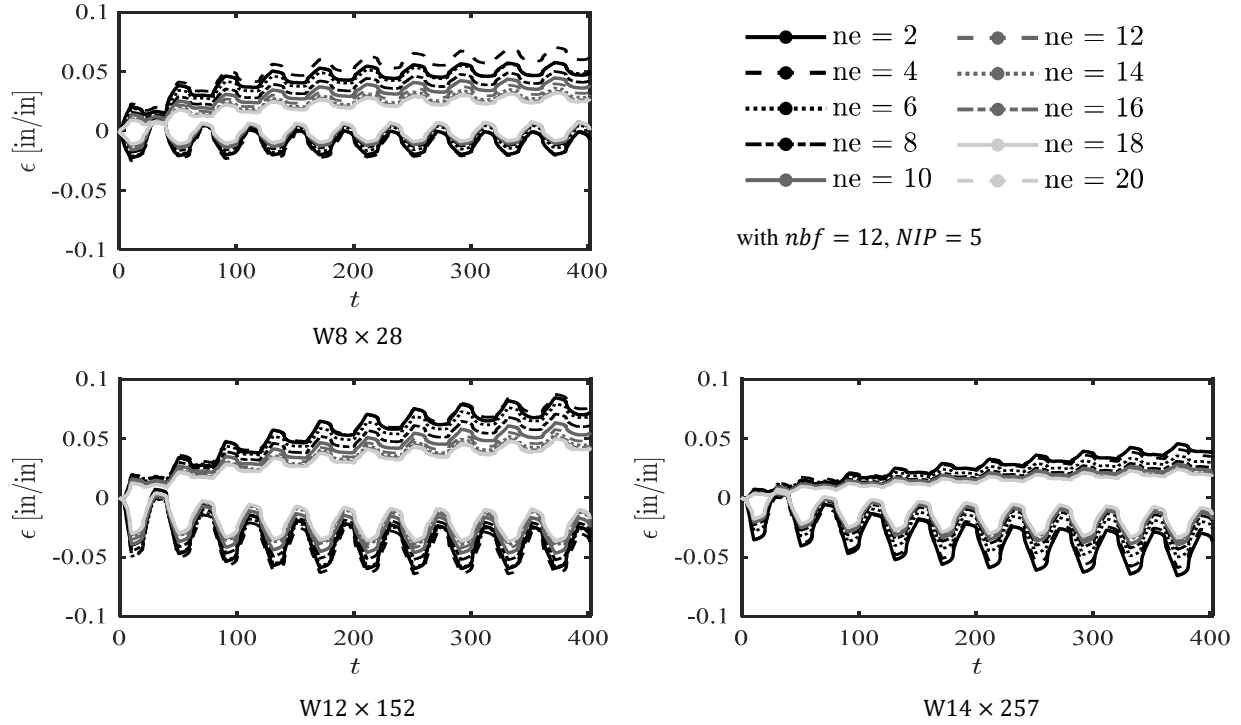 0.1
0.05
0
-0.05
-0.1
ϵ [in/in]
0 100 200 300 400
t
W8 × 28
ne = 2
ne = 4
ne = 6
ne = 8
ne = 10
ne = 12
ne = 14
ne = 16
ne = 18
ne = 20
with nbf = 12, NIP = 5
0.1
0.05
0
-0.05
-0.1
ϵ [in/in]
0 100 200 300 400
t
W12 × 152
0.1
0.05
0
-0.05
-0.1
ϵ [in/in]
0 100 200 300 400
t
W14 × 257